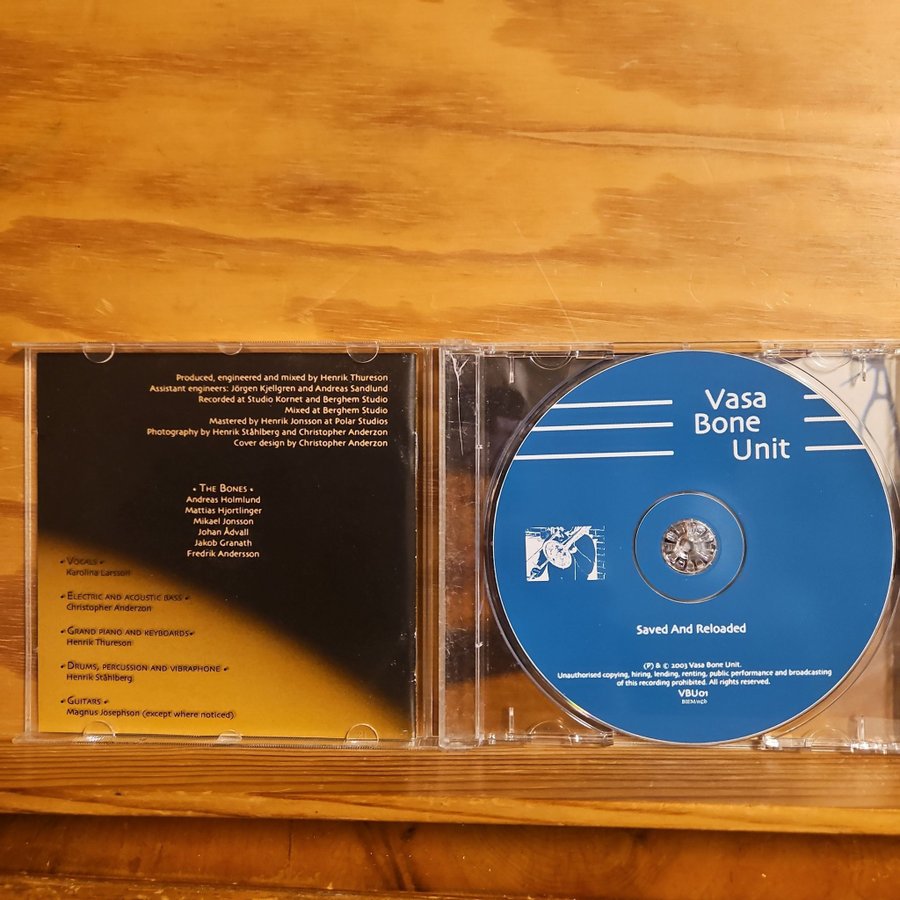 Produced, engineered and mixed by Henrik Thureson
Assistant engineers: Jörgen Kjellgren and Andreas Sandlund
Recorded at Studio Kornet and Berghem Studio
Mixed at Berghem Studio
Mastered by Henrik Jonsson at Polar Studios
Photography by Henrik Ståhlberg and Christopher Anderzon
Cover design by Christopher Anderzon
• THE BONES •
Andreas Holmlund
Mattias Hjortlinger
Mikael Jonsson
Johan Ådvall
Jakob Granath
Fredrik Andersson
• VOCALS •
Karolina Larsson
• ELECTRIC AND ACOUSTIC BASS •
Christopher Anderzon
• GRAND PIANO AND KEYBOARDS •
Henrik Thureson
• DRUMS, PERCUSSION AND VIBRAPHONE •
Henrik Ståhlberg
• GUITARS •
Magnus Josephson (except where noticed)
Vasa
Bone
Unit
Saved And Reloaded
(P) & © 2003 Vasa Bone Unit.
Unauthorised copying, hiring, lending, renting, public performance and broadcasting
of this recording prohibited. All rights reserved.
VBU01
BIEM/ncb